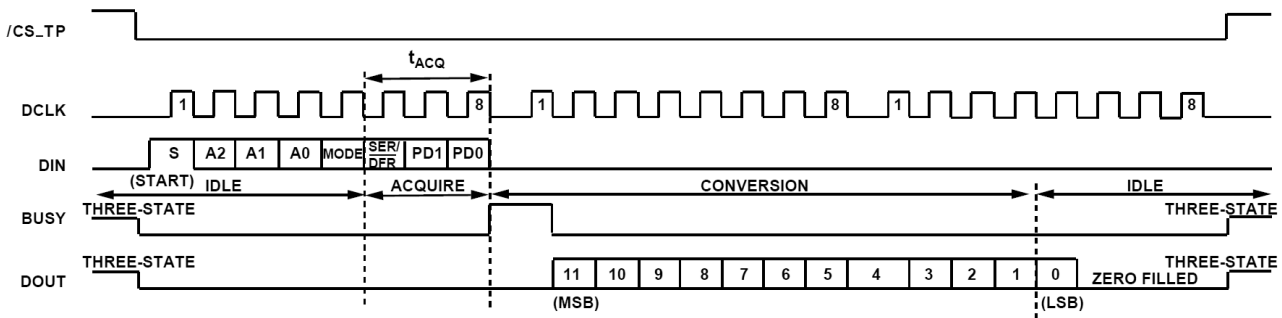 /CS_TP
tACQ
DCLK
1 8 1 8 1 8
DIN
S A2 A1 A0 MODE SER/DFR PD1 PD0
(START) IDLE ACQUIRE CONVERSION IDLE
BUSY
THREE-STATE THREE-STATE
DOUT
THREE-STATE THREE-STATE
11 10 9 8 7 6 5 4 3 2 1 0 ZERO FILLED
(MSB) (LSB)